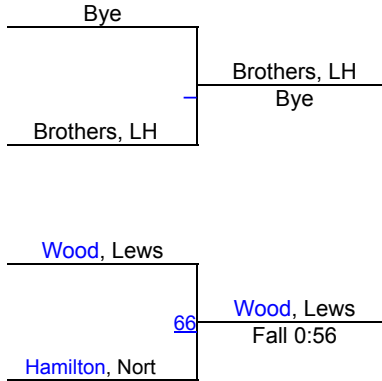 Bye
Brothers, LH
Bye
Brothers, LH
Wood, Lews
66
Wood, Lews
Fall 0:56
Hamilton, Nort